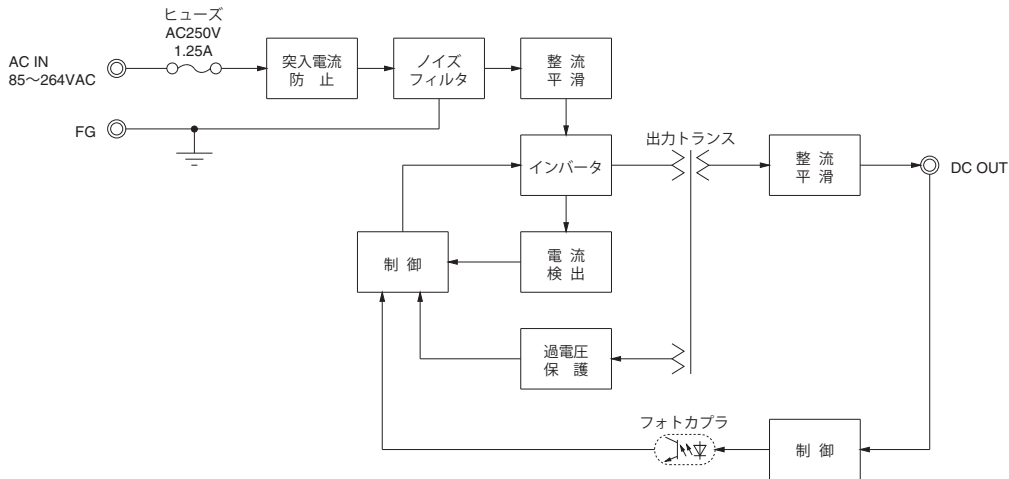 ヒューズ
AC250V
1.25A
AC IN
85～264VAC
突入電流
防 止
ノイズ
フィルタ
整 流
平 滑
FG
インバータ
出力トランス
整 流
平 滑
DC OUT
制 御
電 流
検 出
過電圧
保 護
フォトカプラ
制 御